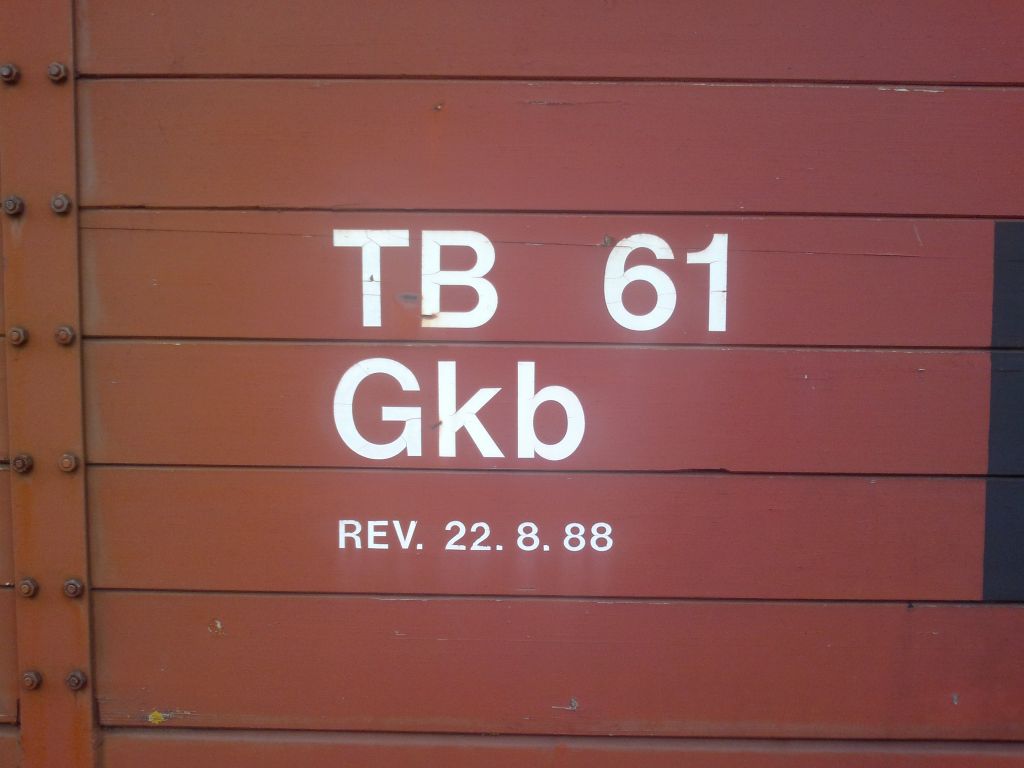 TB 61
Gkb
REV. 22. 8. 88